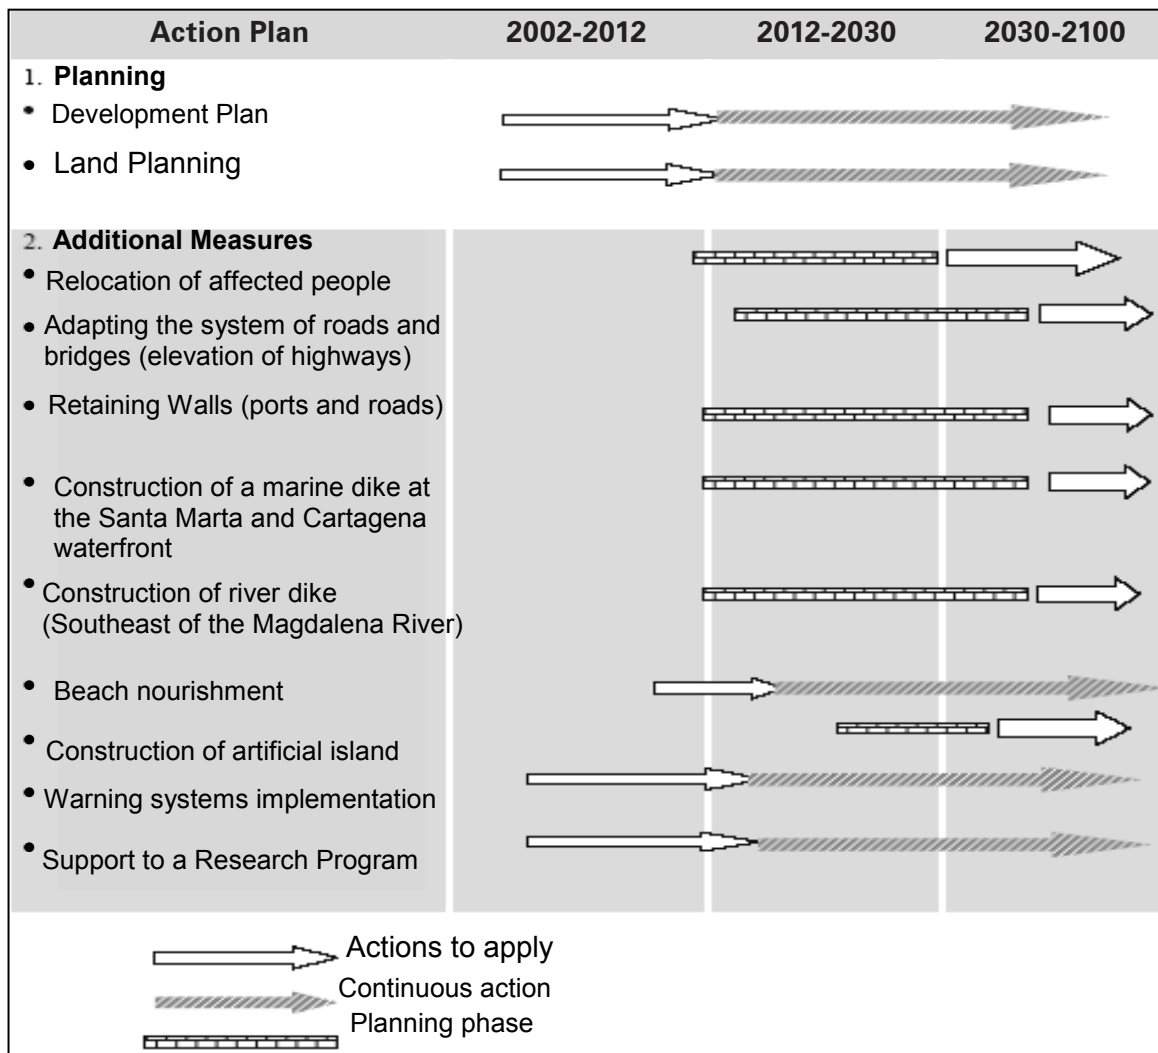 Action Plan 2002-2012 2012-2030 2030-2100
1. Planning
• Development Plan
• Land Planning
2. Additional Measures
• Relocation of affected people
• Adapting the system of roads and
bridges (elevation of highways)
• Retaining Walls (ports and roads)
• Construction of a marine dike at
the Santa Marta and Cartagena
waterfront
• Construction of river dike
(Southeast of the Magdalena River)
• Beach nourishment
• Construction of artificial island
• Warning systems implementation
• Support to a Research Program
Actions to apply
Continuous action
Planning phase